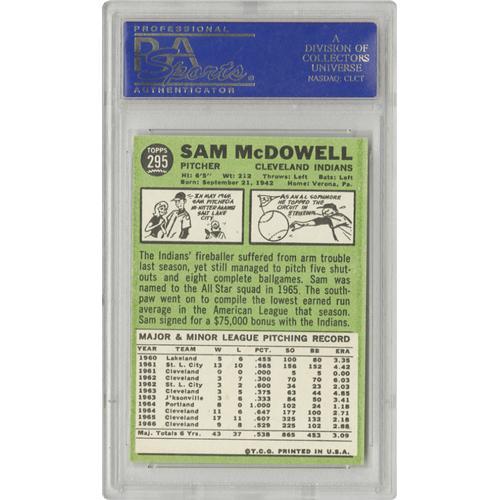 PROFESSIONAL
PSA
Sports
AUTHENTICATOR
A
DIVISION OF
COLLECTORS
UNIVERSE
NASDAQ: CLCT
TOPPS
295
SAM McDOWELL
PITCHER CLEVELAND INDIANS
Ht: 6'5" Wt: 212 Throws: Left Bats: Left
Born: September 21, 1942 Home: Verona, Pa.
IN MAY 1960,
SAM PITCHED A
NO-HITTER AGAINST
SALT LAKE
CITY
AS AN A.L. SOPHOMORE
HE TOPPED THE
CIRCUIT IN
STRIKEOUTS.
The Indians' fireballer suffered from arm trouble
last season, yet still managed to pitch five shut-
outs and eight complete ballgames. Sam was
named to the All Star squad in 1965. The south-
paw went on to compile the lowest earned run
average in the American League that season.
Sam signed for a $75,000 bonus with the Indians.
MAJOR & MINOR LEAGUE PITCHING RECORD
YEAR TEAM W L PCT. SO BB ERA
1960 Lakeland 5 6 .455 100 80 3.35
1961 St. L. City 13 10 .565 156 152 4.42
1961 Cleveland 0 0 .000 5 5 0.00
1962 Cleveland 3 7 .300 70 70 6.03
1962 St. L. City 3 2 .600 34 23 2.03
1963 Cleveland 3 5 .375 63 44 4.85
1963 J'ksonville 3 6 .333 84 50 3.41
1964 Portland 8 0 1.000 102 24 1.18
1964 Cleveland 11 6 .647 177 100 2.71
1965 Cleveland 17 11 .607 325 132 2.18
1966 Cleveland 9 8 .529 225 102 2.88
Maj. Totals 6 Yrs. 43 37 .538 865 453 3.09
©T.C.G. PRINTED IN U.S.A.